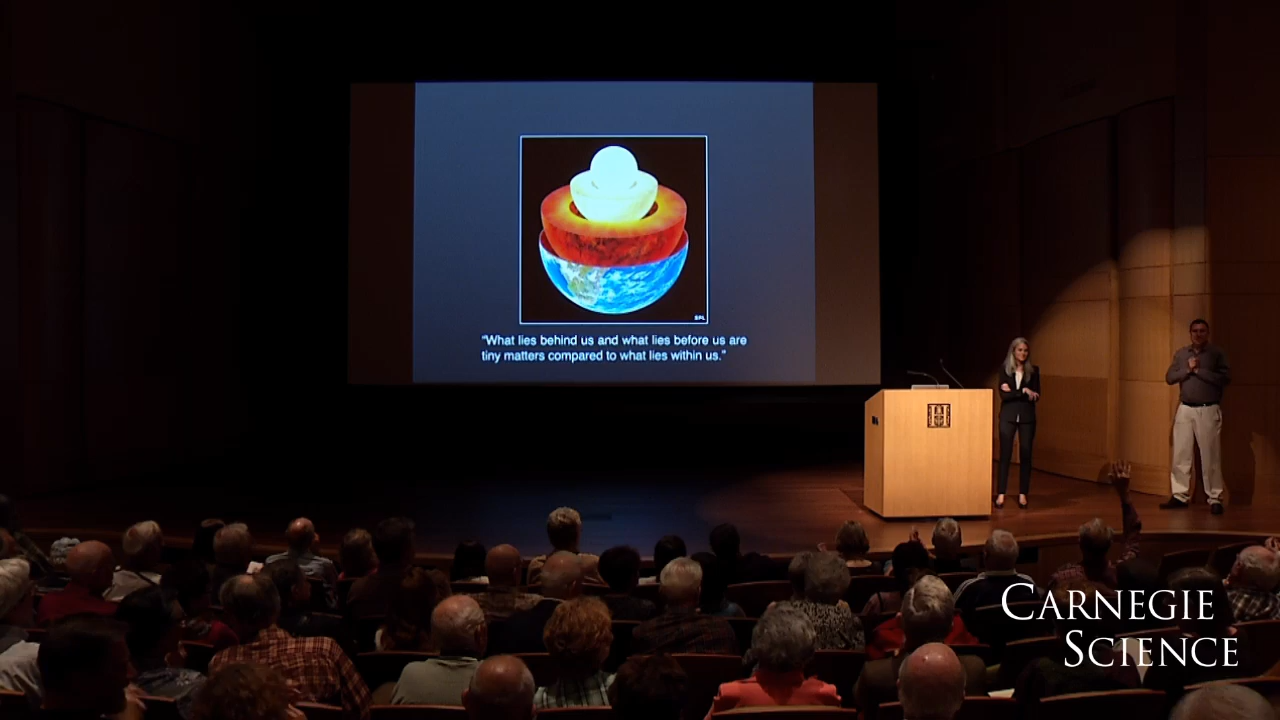 SPL
"What lies behind us and what lies before us are
tiny matters compared to what lies within us."
H
CARNEGIE
SCIENCE